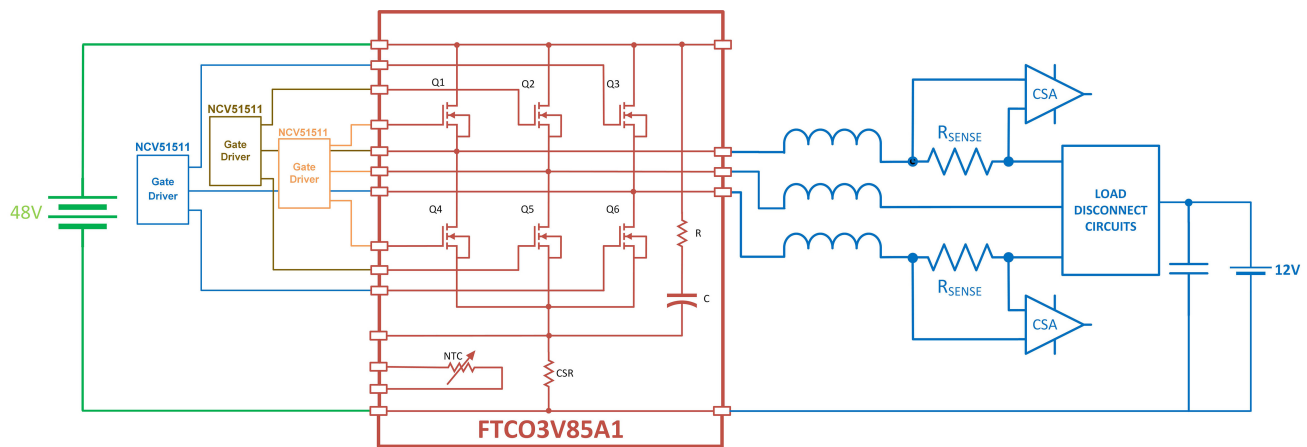 48V
NCV51511
Gate
Driver
NCV51511
Gate
Driver
NCV51511
Gate
Driver
Q1
Q2
Q3
Q4
Q5
Q6
R
C
NTC
CSR
FTCO3V85A1
CSA
RSENSE
LOAD
DISCONNECT
CIRCUITS
RSENSE
CSA
12V